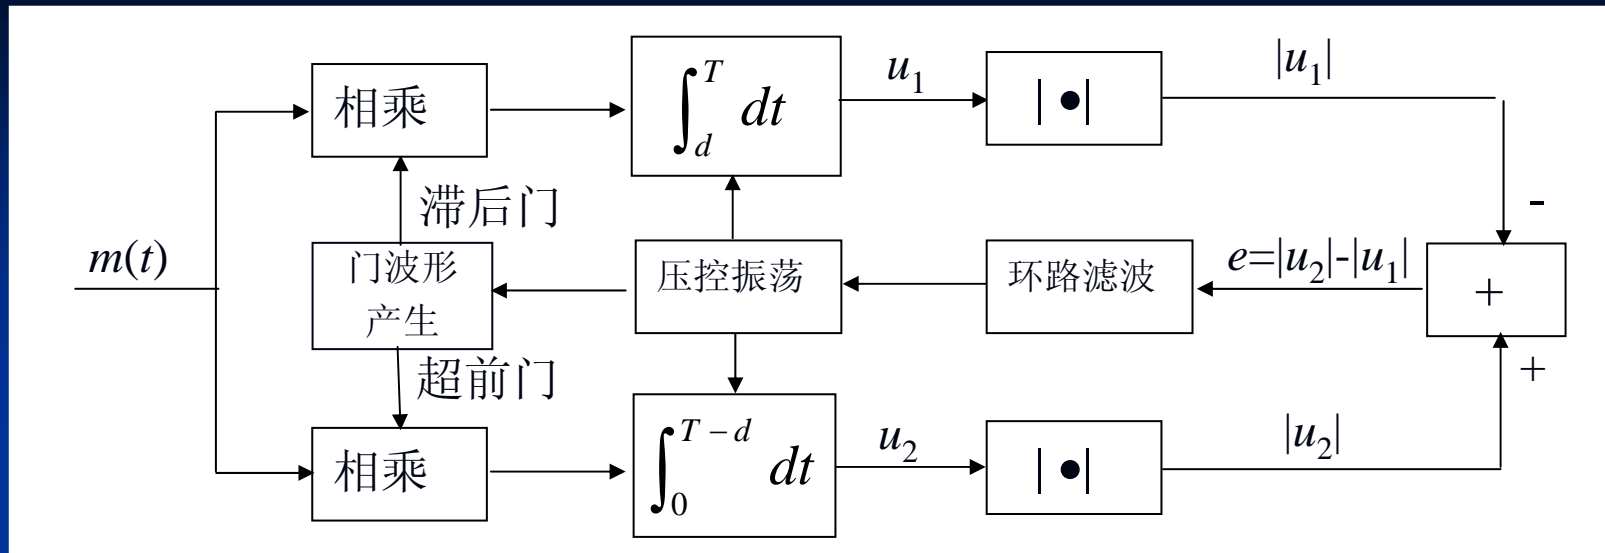 相乘
∫_d^T dt
u₁
|●|
|u₁|
滞后门
-
m(t)
门波形
产生
压控振荡
环路滤波
e=|u₂|-|u₁|
+
超前门
+
相乘
∫_0^{T-d} dt
u₂
|●|
|u₂|